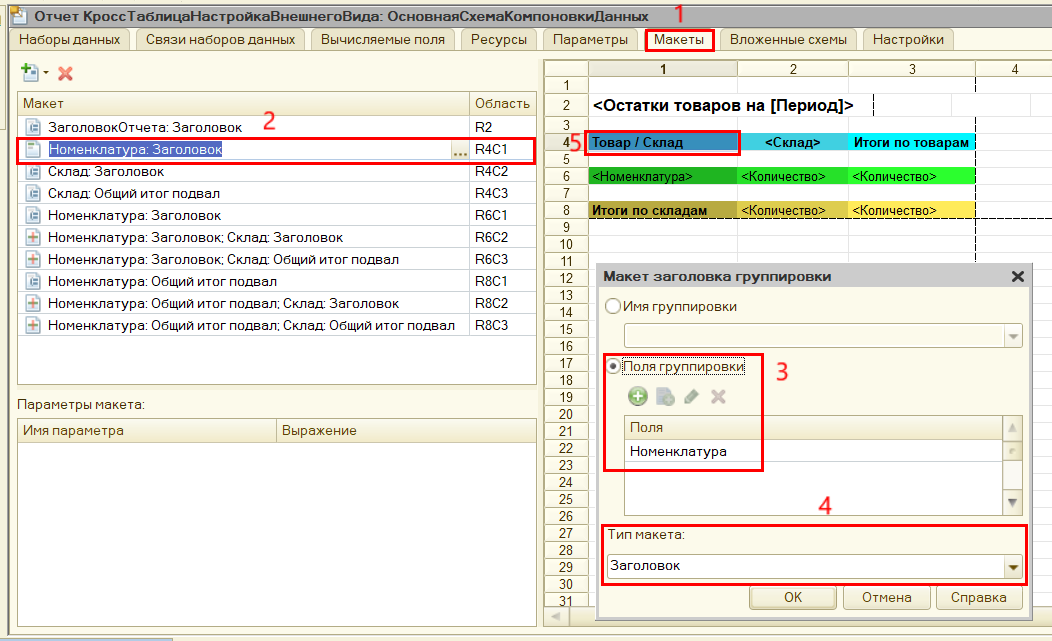 Отчет КроссТаблицаНастройкаВнешнегоВида: ОсновнаяСхемаКомпоновкиДанных
1
Наборы данных Связи наборов данных Вычисляемые поля Ресурсы Параметры Макеты Вложенные схемы Настройки
Макет Область
ЗаголовокОтчета: Заголовок R2
2
Номенклатура: Заголовок ... R4C1
Склад: Заголовок R4C2
Склад: Общий итог подвал R4C3
Номенклатура: Заголовок R6C1
Номенклатура: Заголовок; Склад: Заголовок R6C2
Номенклатура: Заголовок; Склад: Общий итог подвал R6C3
Номенклатура: Общий итог подвал R8C1
Номенклатура: Общий итог подвал; Склад: Заголовок R8C2
Номенклатура: Общий итог подвал; Склад: Общий итог подвал R8C3
Параметры макета:
Имя параметра Выражение
1 2 3 4
1
2 <Остатки товаров на [Период]>
3
5
4 Товар / Склад <Склад> Итоги по товарам
5
6 <Номенклатура> <Количество> <Количество>
7
8 Итоги по складам <Количество> <Количество>
9
10
11
12
13
14
15
16
17
18
19
20
21
22
23
24
25
26
27
28
29
30
31
Макет заголовка группировки
Имя группировки
Поля группировки
3
Поля
Номенклатура
4
Тип макета:
Заголовок
OK Отмена Справка